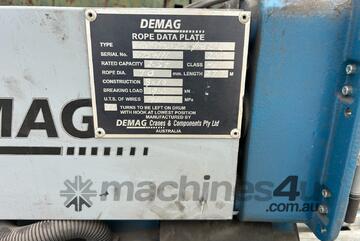 DEMAG
ROPE DATA PLATE
TYPE
SERIAL No.
RATED CAPACITY
CLASS
ROPE DIA.
mm. LENGTH
M
CONSTRUCTION
BREAKING LOAD
kN
U.T.S. OF WIRES
MPa
TURNS TO BE LEFT ON DRUM
WITH HOOK AT LOWEST POSITION
MANUFACTURED BY
DEMAG Cranes & Components Pty Ltd
AUSTRALIA
MAG
machines4u
.com.au